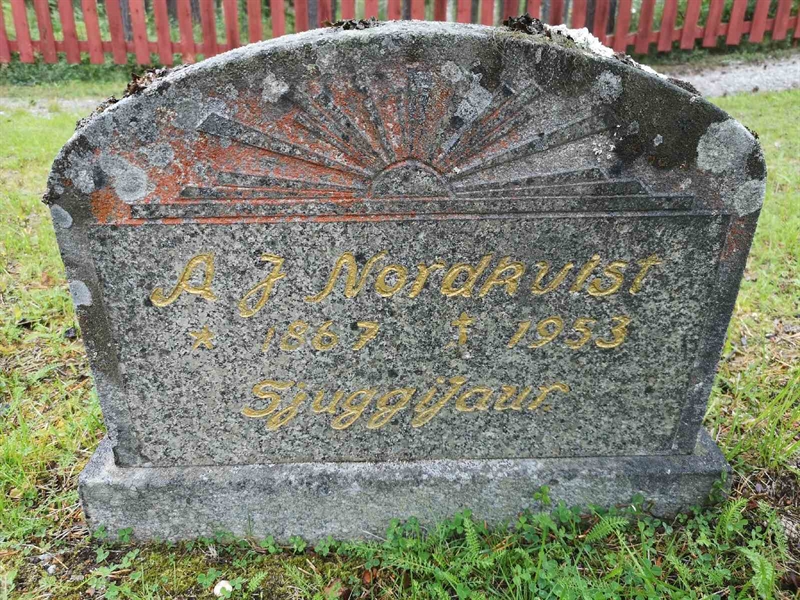 A J Nordkvist
* 1867 † 1953
Sjuggijaur